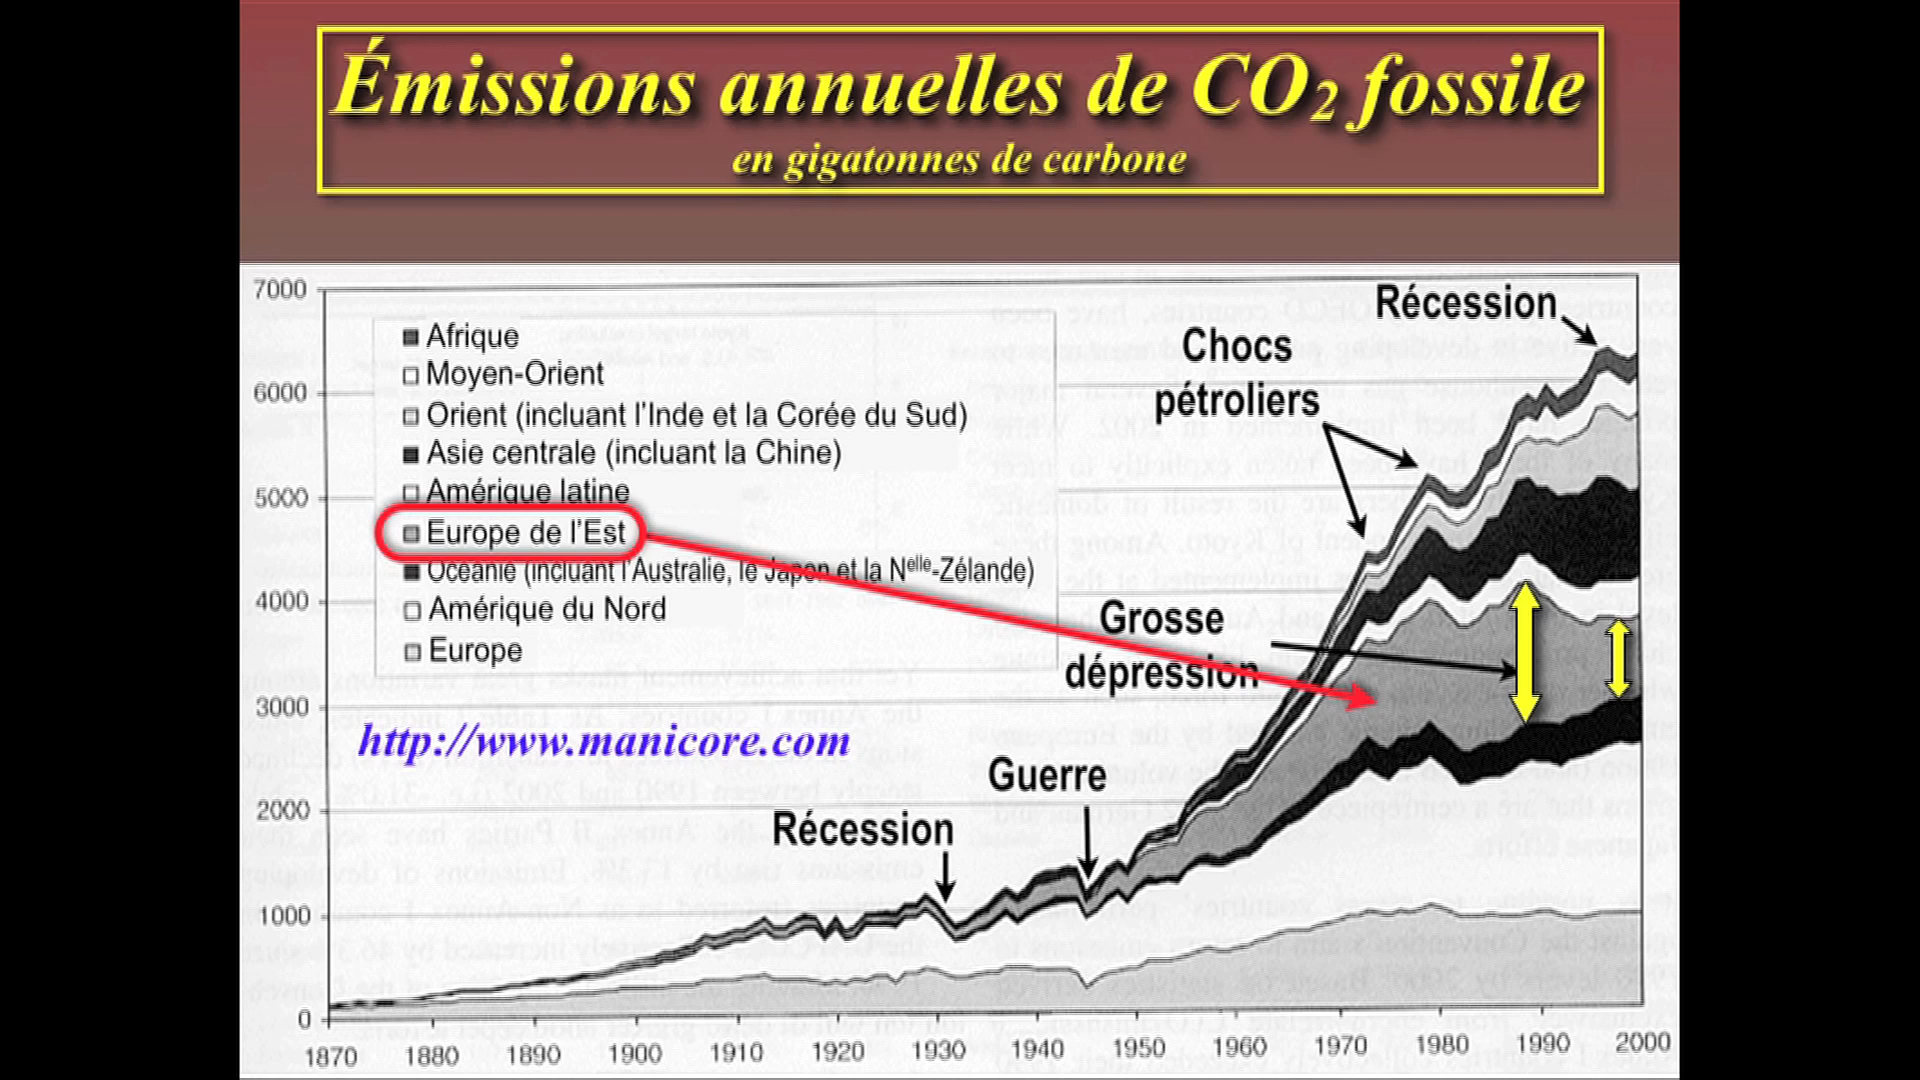 Émissions annuelles de CO2 fossile
en gigatonnes de carbone
7000
6000
5000
4000
3000
2000
1000
0
Afrique
Moyen-Orient
Orient (incluant l'Inde et la Corée du Sud)
Asie centrale (incluant la Chine)
Amérique latine
Europe de l'Est
Océanie (incluant l'Australie, le Japon et la Nelle-Zélande)
Amérique du Nord
Europe
http://www.manicore.com
Récession
Guerre
Grosse
dépression
Chocs
pétroliers
Récession
1870 1880 1890 1900 1910 1920 1930 1940 1950 1960 1970 1980 1990 2000